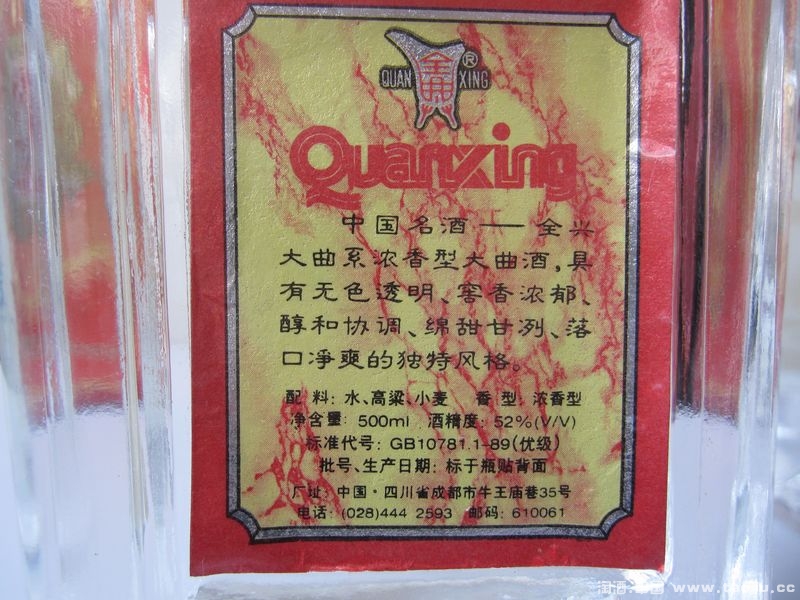 QUAN 全興 ® XING
Quanxing
中国名酒——全兴
大曲系浓香型大曲酒,具
有无色透明、窖香浓郁、
醇和协调、绵甜甘冽、落
口净爽的独特风格。
配料:水、高粱、小麦 香型:浓香型
净含量:500ml 酒精度:52%(V/V)
标准代号:GB10781.1-89(优级)
批号、生产日期:标于瓶贴背面
厂址:中国·四川省成都市牛王庙巷35号
电话:(028)444 2593 邮码:610061
www.
.cc